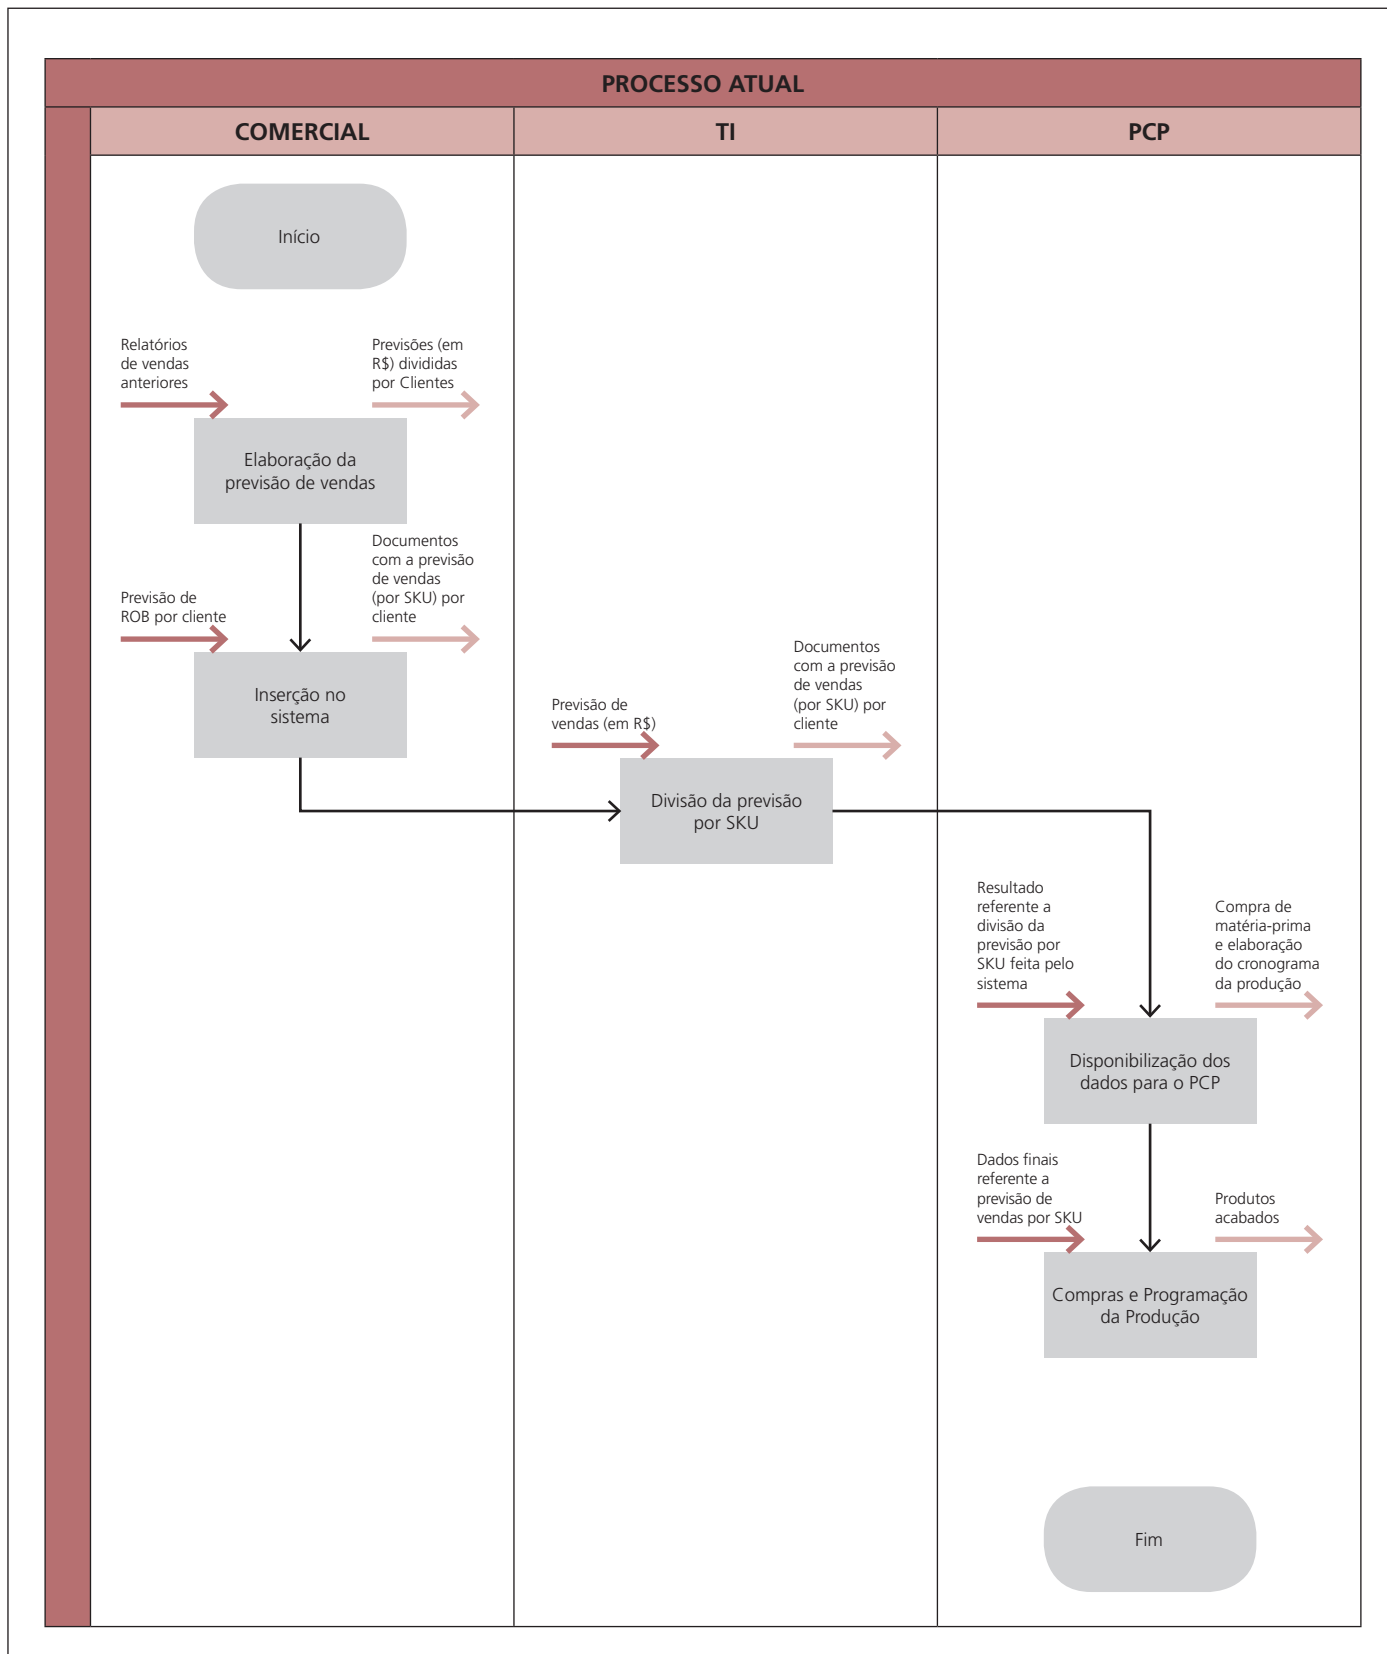 PROCESSO ATUAL
COMERCIAL
TI
PCP
Início
Relatórios
de vendas
anteriores
Previsões (em
R$) divididas
por Clientes
Elaboração da
previsão de vendas
Previsão de
ROB por cliente
Documentos
com a previsão
de vendas
(por SKU) por
cliente
Inserção no
sistema
Previsão de
vendas (em R$)
Documentos
com a previsão
de vendas
(por SKU) por
cliente
Divisão da previsão
por SKU
Resultado
referente a
divisão da
previsão por
SKU feita pelo
sistema
Compra de
matéria-prima
e elaboração
do cronograma
da produção
Disponibilização dos
dados para o PCP
Dados finais
referente a
previsão de
vendas por SKU
Produtos
acabados
Compras e Programação
da Produção
Fim